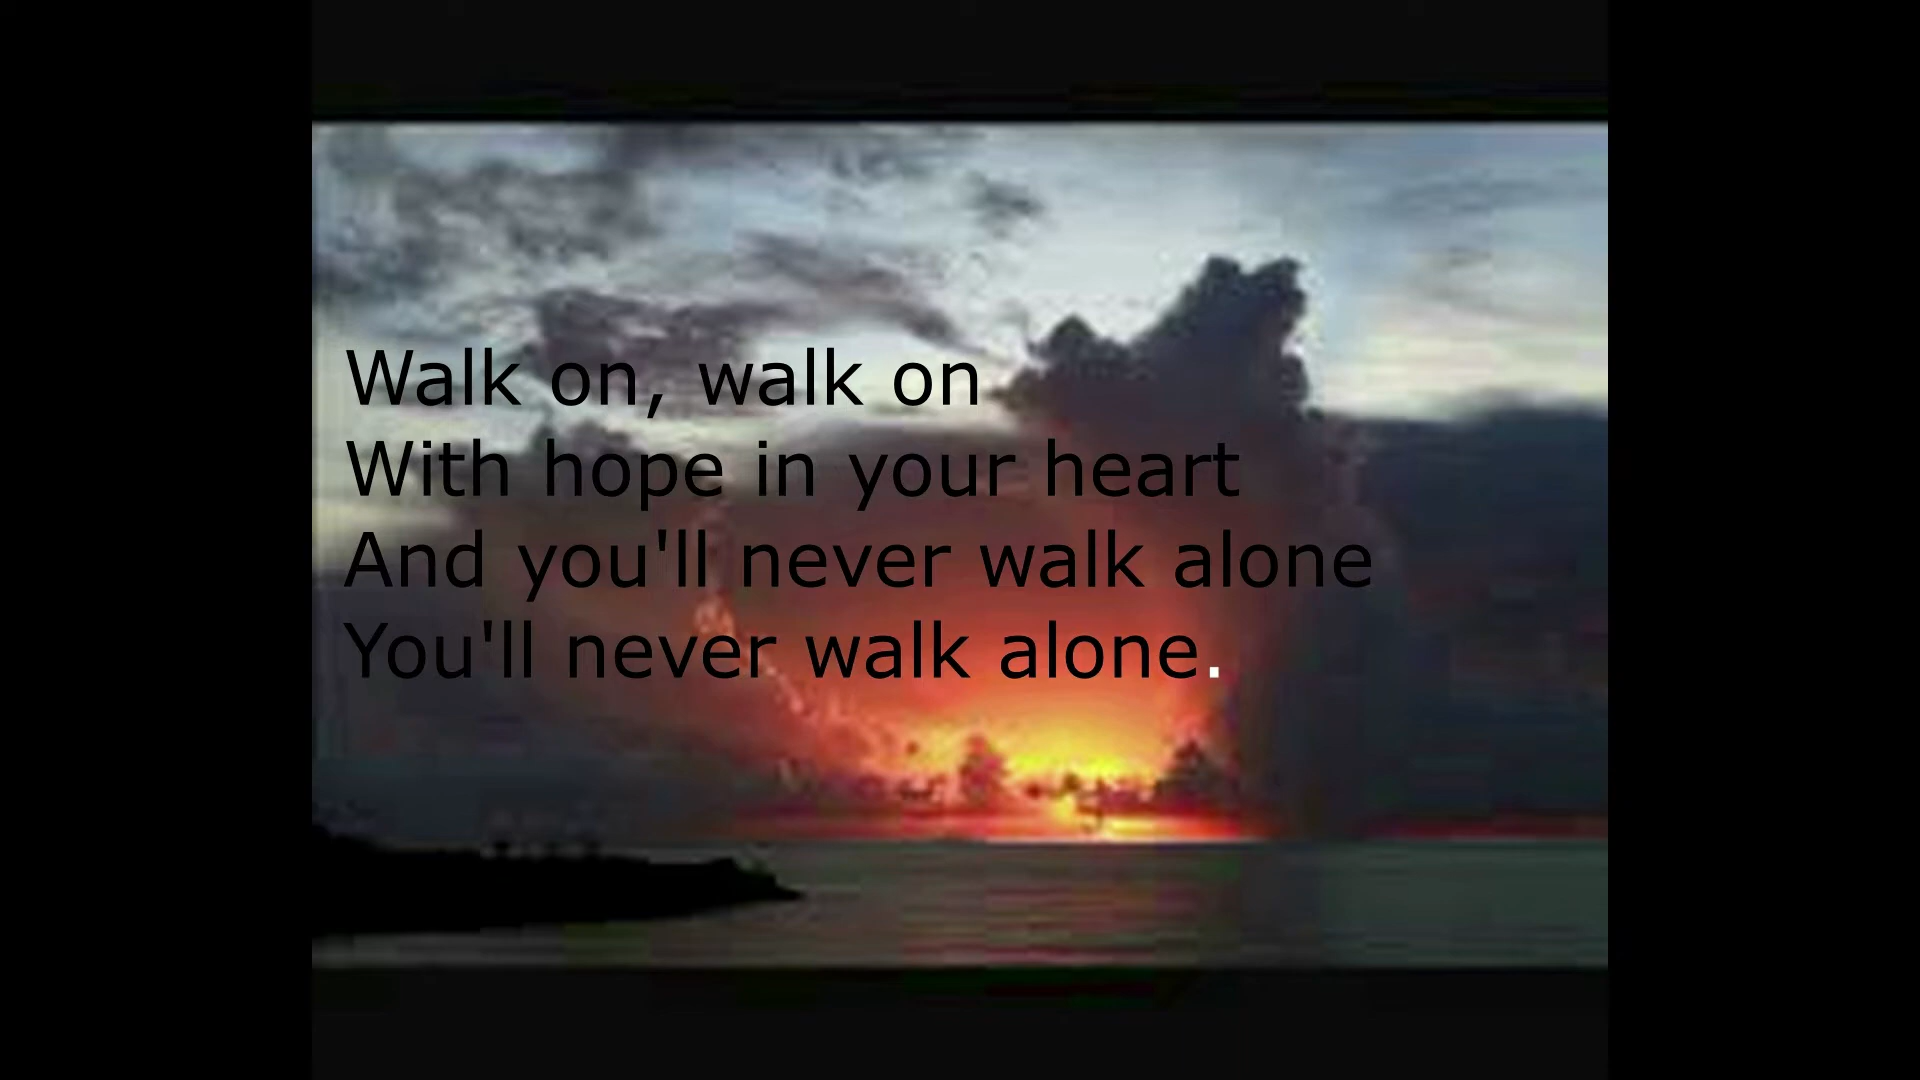 Walk on, walk on
With hope in your heart
And you'll never walk alone
You'll never walk alone.